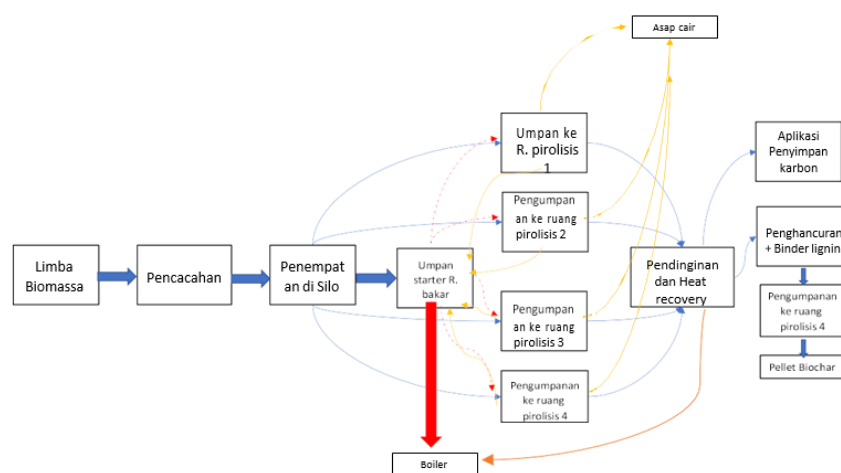 Asap cair
Umpan ke
R. pirolisis
1
Aplikasi
Penyimpan
karbon
Pengumpan
an ke ruang
pirolisis 2
Penghancuran
+ Binder lignin
Limba
Biomassa
Pencacahan
Penempat
an di Silo
Umpan
starter R.
bakar
Pendinginan
dan Heat
recovery
Pengumpan
an ke ruang
pirolisis 3
Pengumpanan
ke ruang
pirolisis 4
Pellet Biochar
Pengumpanan
ke ruang
pirolisis 4
Boiler